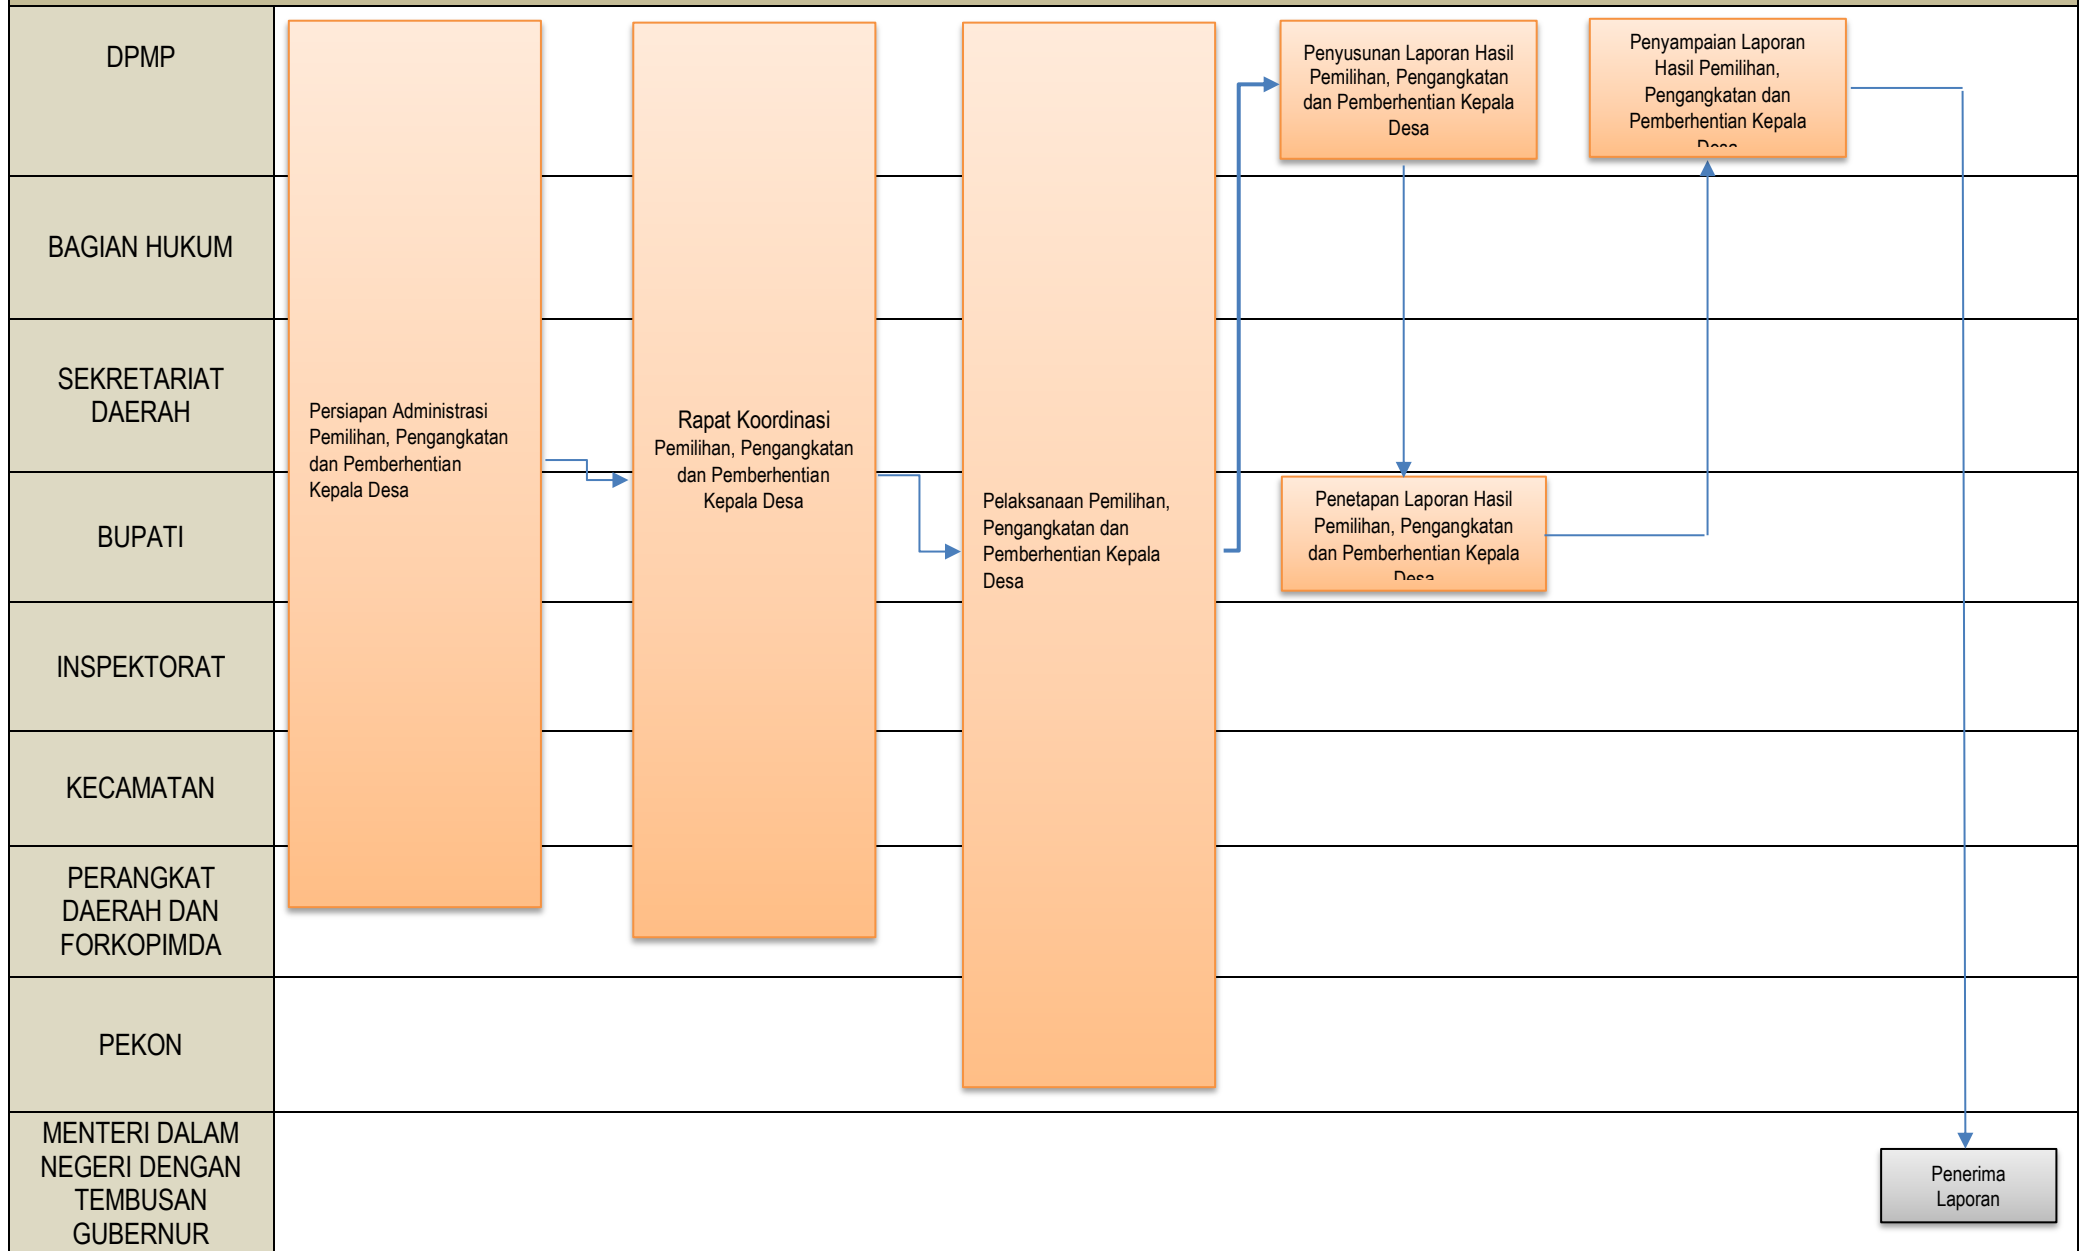 DPMP
BAGIAN HUKUM
SEKRETARIAT
DAERAH
BUPATI
INSPEKTORAT
KECAMATAN
PERANGKAT
DAERAH DAN
FORKOPIMDA
PEKON
MENTERI DALAM
NEGERI DENGAN
TEMBUSAN
GUBERNUR
Persiapan Administrasi
Pemilihan, Pengangkatan
dan Pemberhentian
Kepala Desa
Rapat Koordinasi
Pemilihan, Pengangkatan
dan Pemberhentian
Kepala Desa
Pelaksanaan Pemilihan,
Pengangkatan dan
Pemberhentian Kepala
Desa
Penyusunan Laporan Hasil
Pemilihan, Pengangkatan
dan Pemberhentian Kepala
Desa
Penetapan Laporan Hasil
Pemilihan, Pengangkatan
dan Pemberhentian Kepala
Desa
Penyampaian Laporan
Hasil Pemilihan,
Pengangkatan dan
Pemberhentian Kepala
Desa
Penerima
Laporan